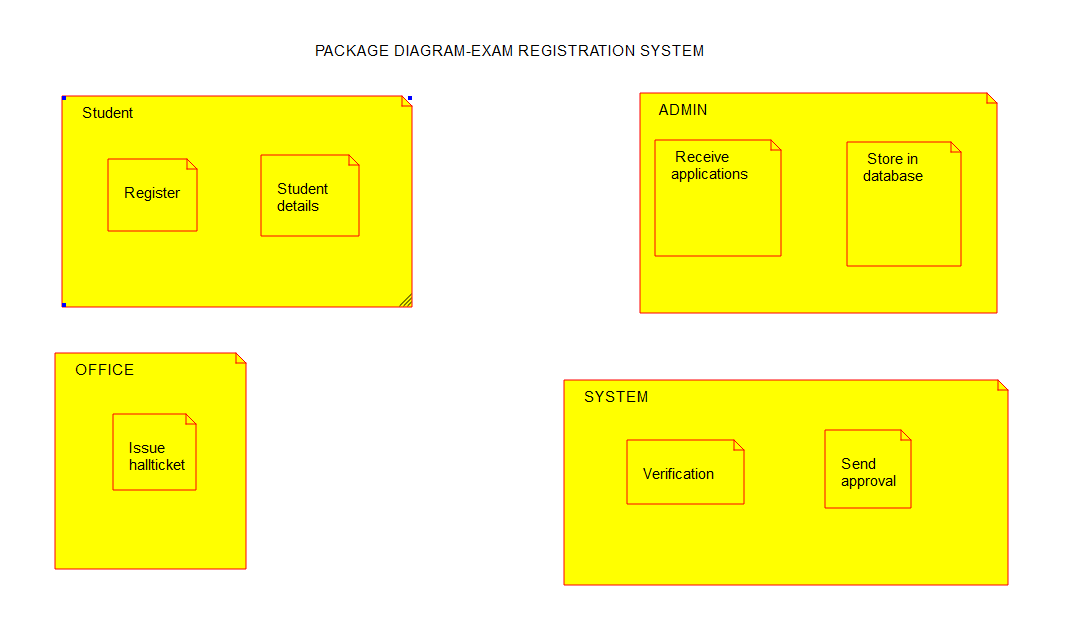 PACKAGE DIAGRAM-EXAM REGISTRATION SYSTEM
Student
Register
Student
details
ADMIN
Receive
applications
Store in
database
OFFICE
Issue
hallticket
SYSTEM
Verification
Send
approval